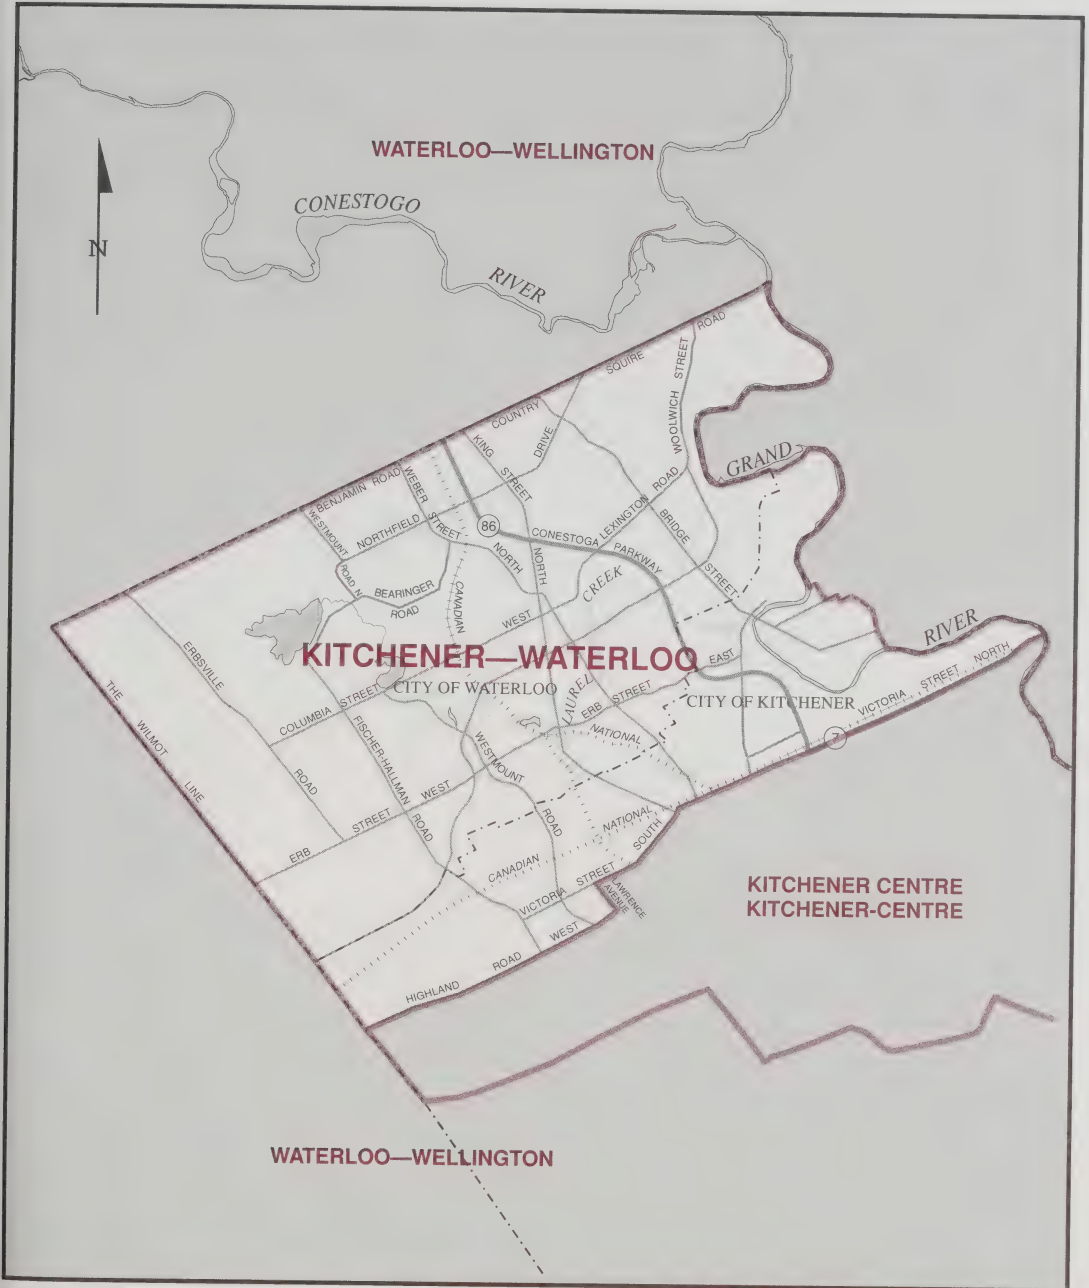 WATERLOO—WELLINGTON
CONESTOGO
RIVER
N
SQUIRE
ROAD
COUNTRY
WOOLWICH STREET
KING
STREET
DRIVE
GRAND
BENJAMIN ROAD
WEBER
STREET
NORTH
WESTMOUNT
ROAD N.
NORTHFIELD
86
CONESTOGA
PARKWAY
LEXINGTON
ROAD
BRIDGE
STREET
NORTH
CREEK
BEARINGER
ROAD
CANADIAN
WEST
RIVER
ERBSVILLE
KITCHENER—WATERLOO
EAST
CITY OF WATERLOO
LAUREL
STREET
ERB
CITY OF KITCHENER
VICTORIA
STREET
NORTH
COLUMBIA
STREET
THE
WILMOT
LINE
FISCHER-HALLMAN
ROAD
NATIONAL
7
WESTMOUNT
ROAD
ROAD
WEST
STREET
ERB
NATIONAL
CANADIAN
SOUTH
STREET
VICTORIA
LAWRENCE
AVENUE
KITCHENER CENTRE
KITCHENER-CENTRE
WEST
ROAD
HIGHLAND
WATERLOO—WELLINGTON